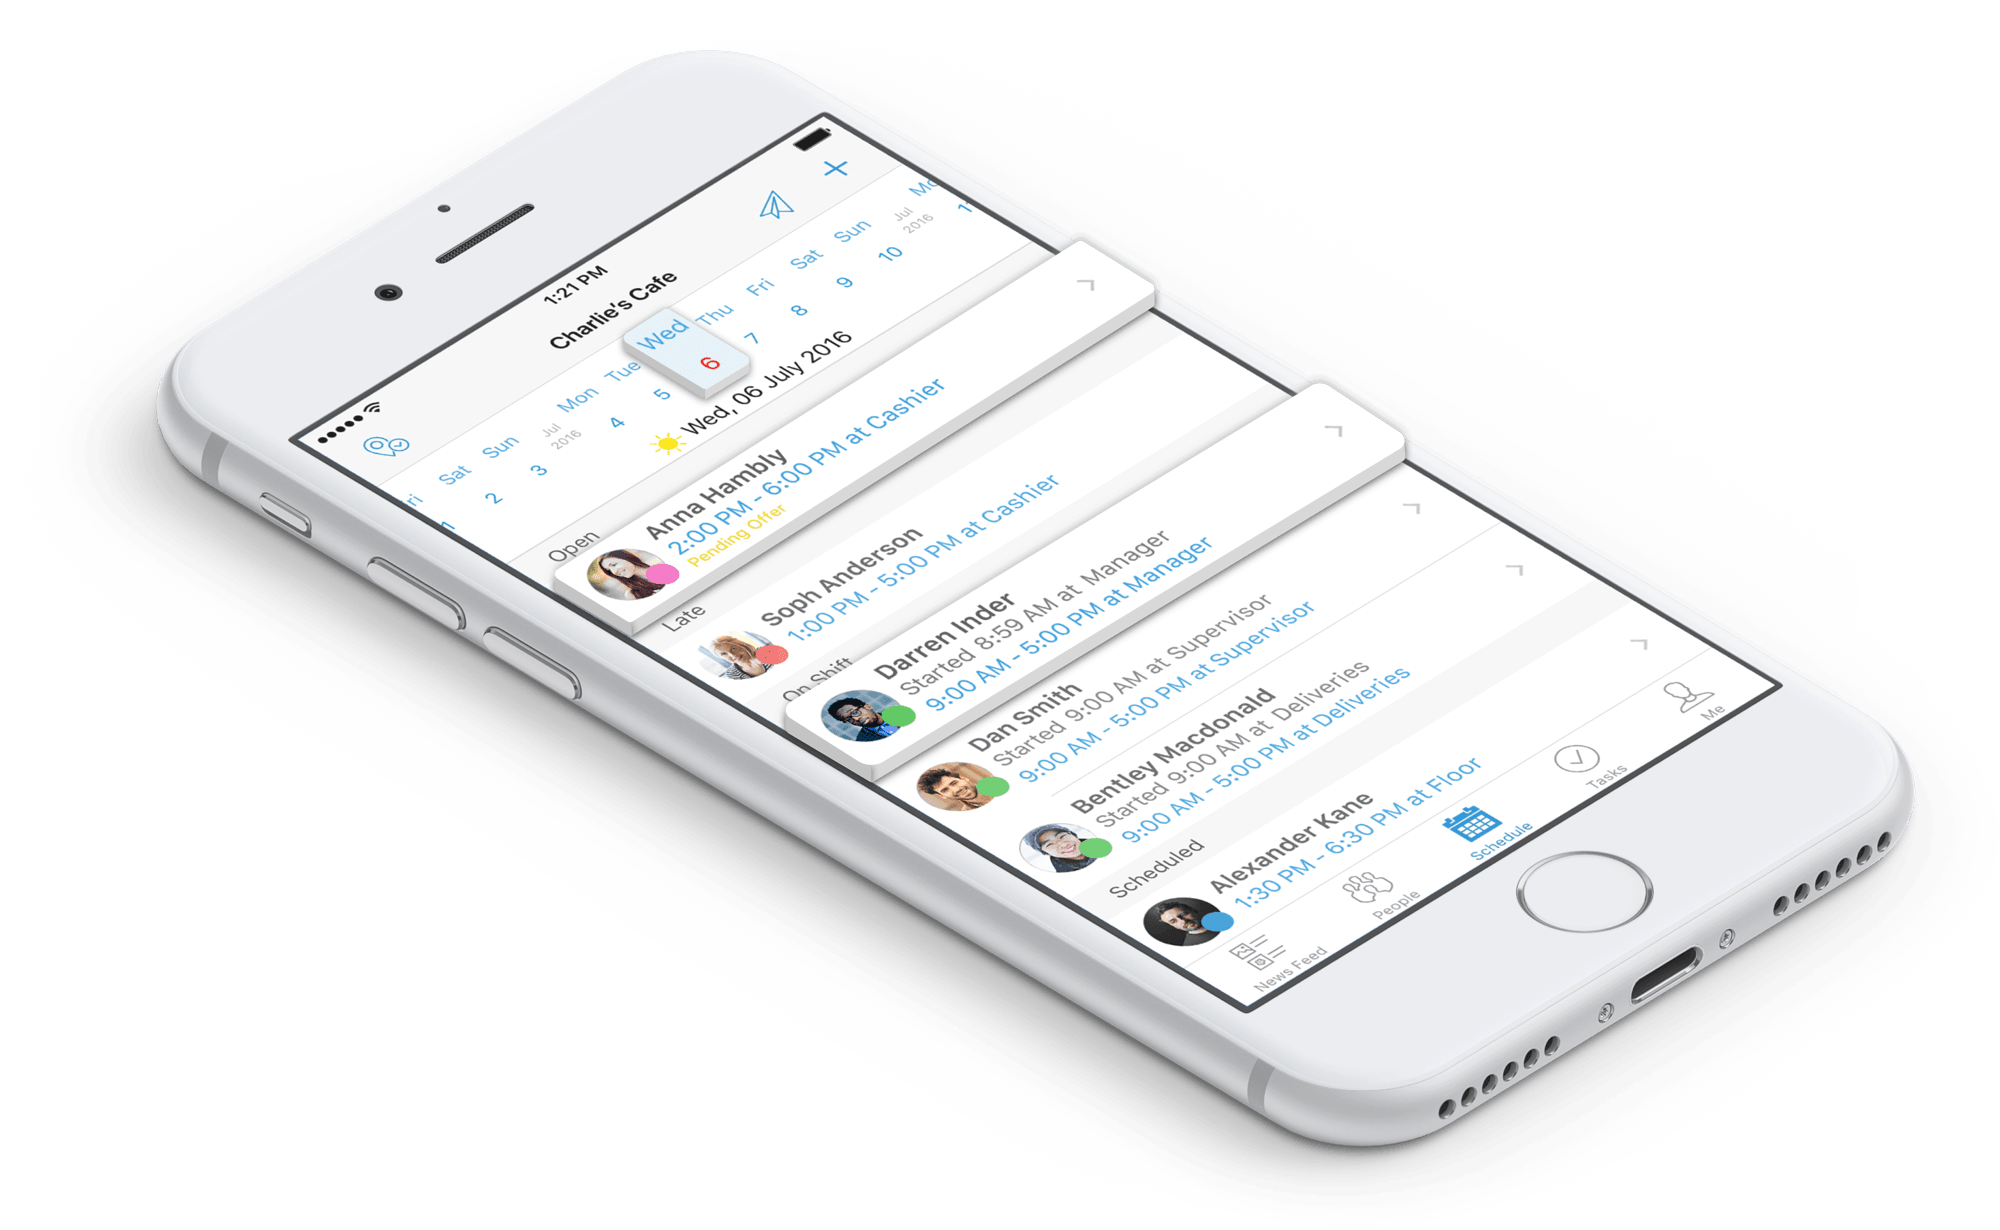 1:21 PM
Charlie's Cafe
Sat Sun Mon Tue Wed Thu Fri Sat Sun
2 3 Jul 2016 4 5 6 7 8 9 10 Jul 2016
Wed, 06 July 2016
Open
Anna Hambly
2:00 PM - 6:00 PM at Cashier
Pending Offer
Late
Soph Anderson
1:00 PM - 5:00 PM at Cashier
On Shift
Darren Inder
Started 8:59 AM at Manager
9:00 AM - 5:00 PM at Manager
Dan Smith
Started 9:00 AM at Supervisor
9:00 AM - 5:00 PM at Supervisor
Bentley Macdonald
Started 9:00 AM at Deliveries
9:00 AM - 5:00 PM at Deliveries
Scheduled
Alexander Kane
1:30 PM - 6:30 PM at Floor
News Feed
People
Schedule
Tasks
Me